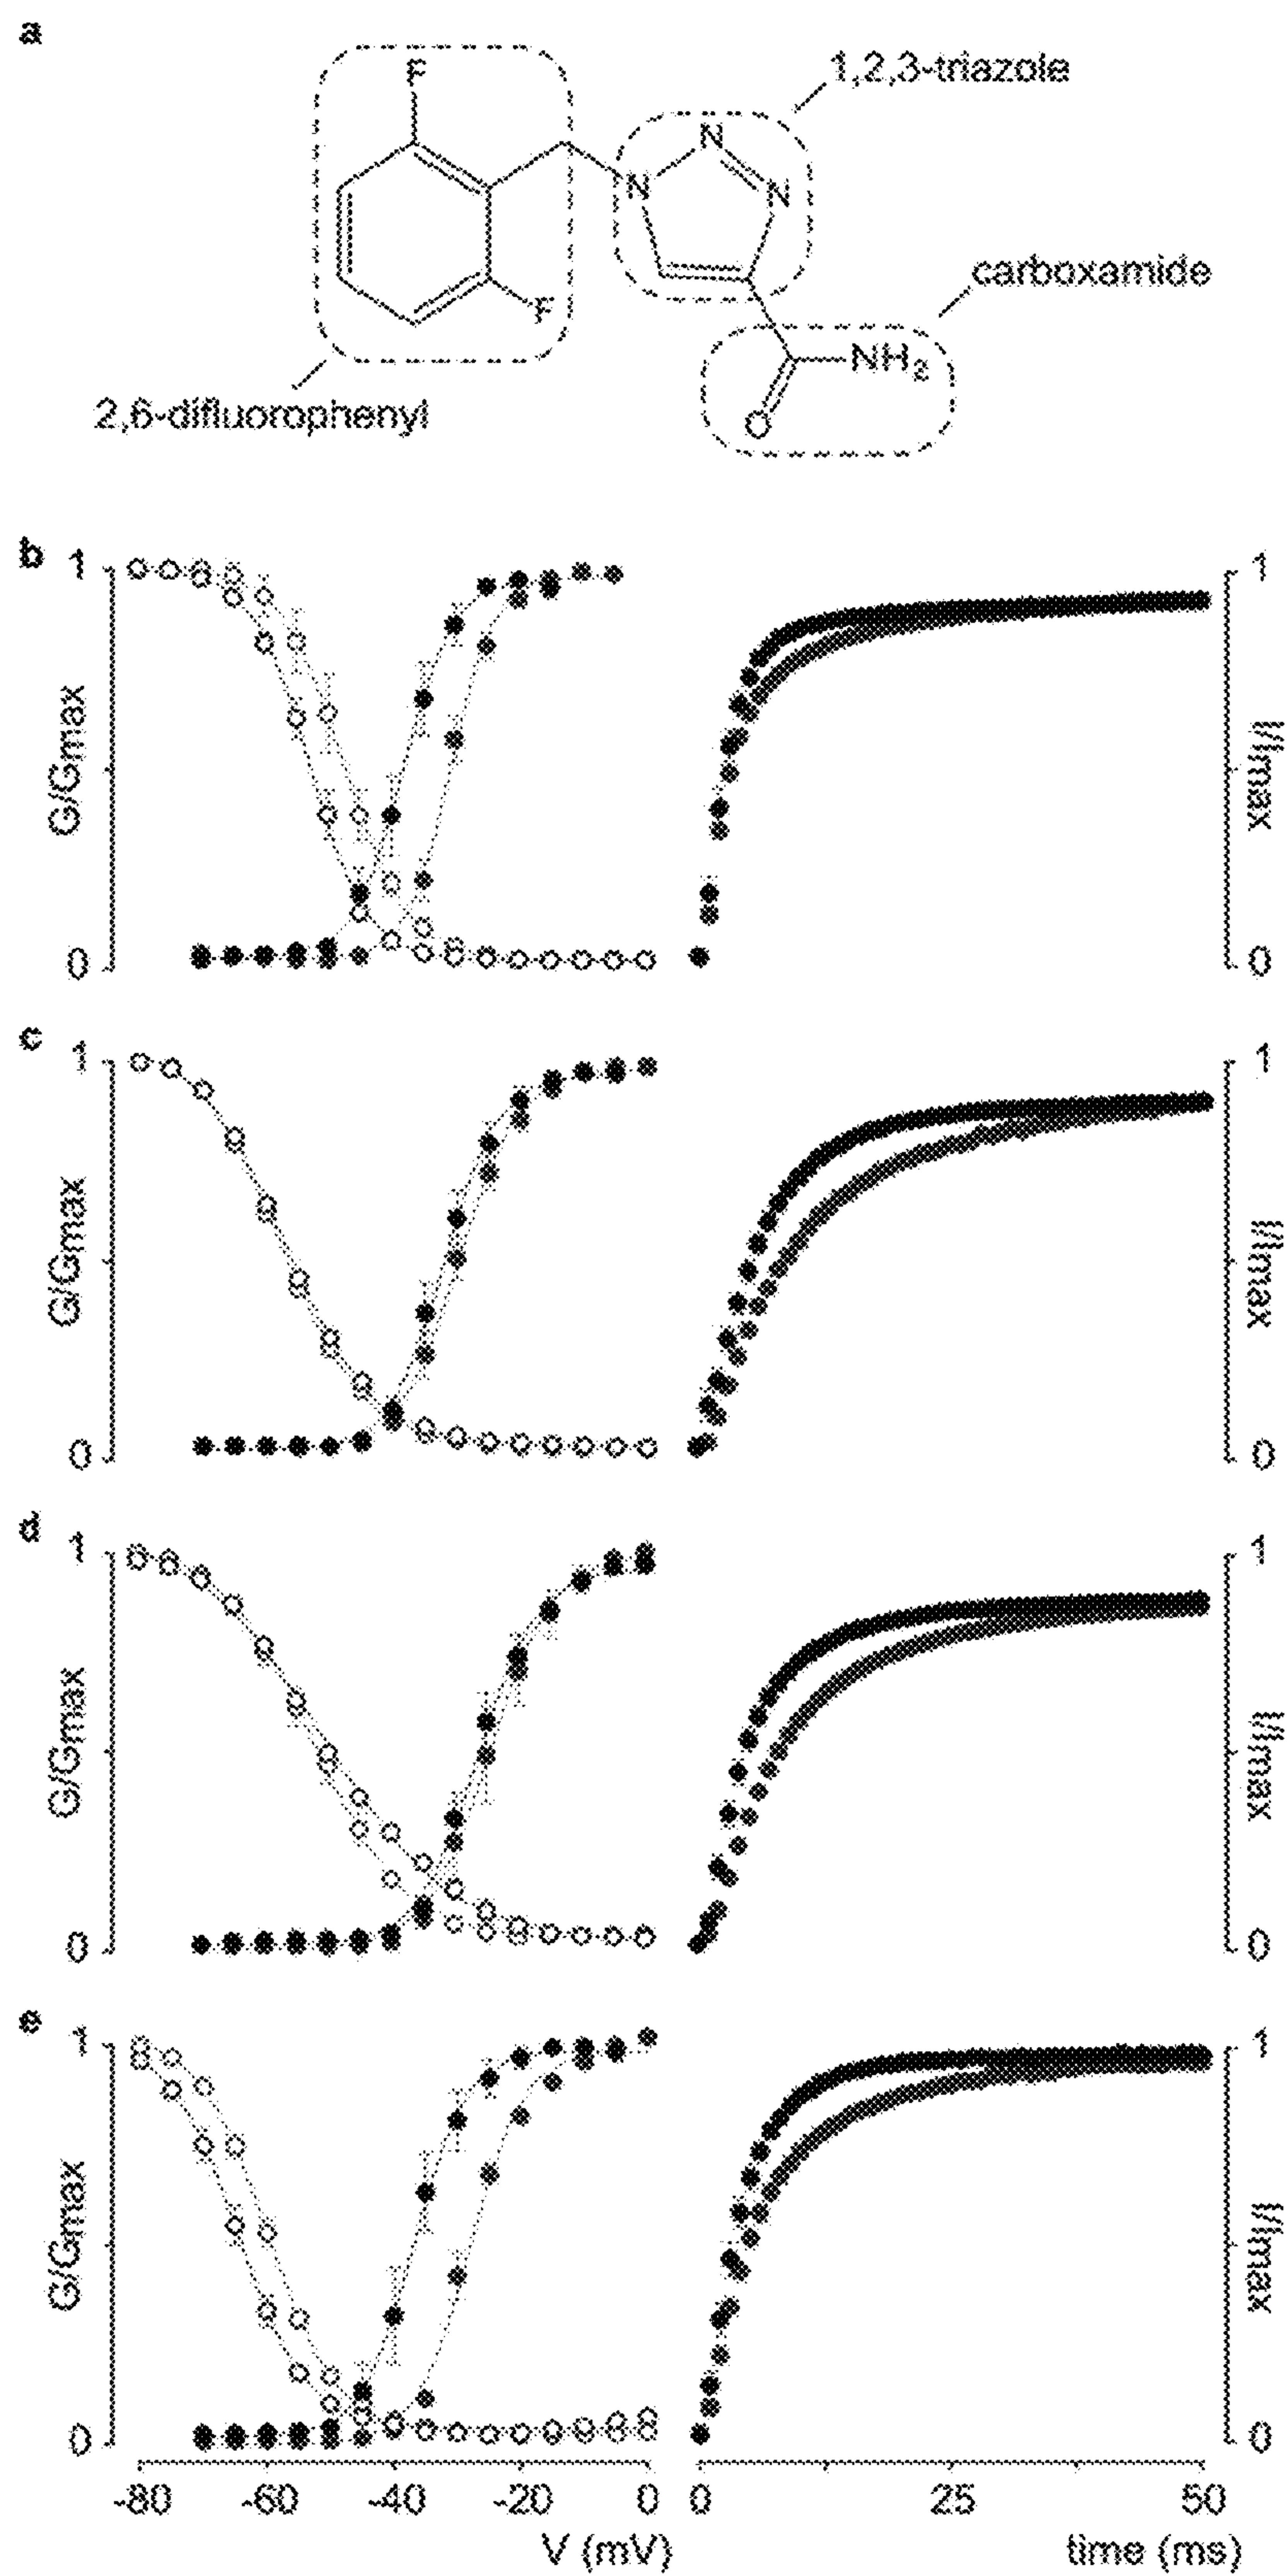 a
F
1,2,3-triazole
N
N
N
F
carboxamide
NH2
O
2,6-difluorophenyl
b
1
G/Gmax
0
1
I/Imax
0
c
1
G/Gmax
0
1
I/Imax
0
d
1
G/Gmax
0
1
I/Imax
0
e
1
G/Gmax
0
1
I/Imax
0
-80 -60 -40 -20 0
0 25 50
V (mV)
time (ms)